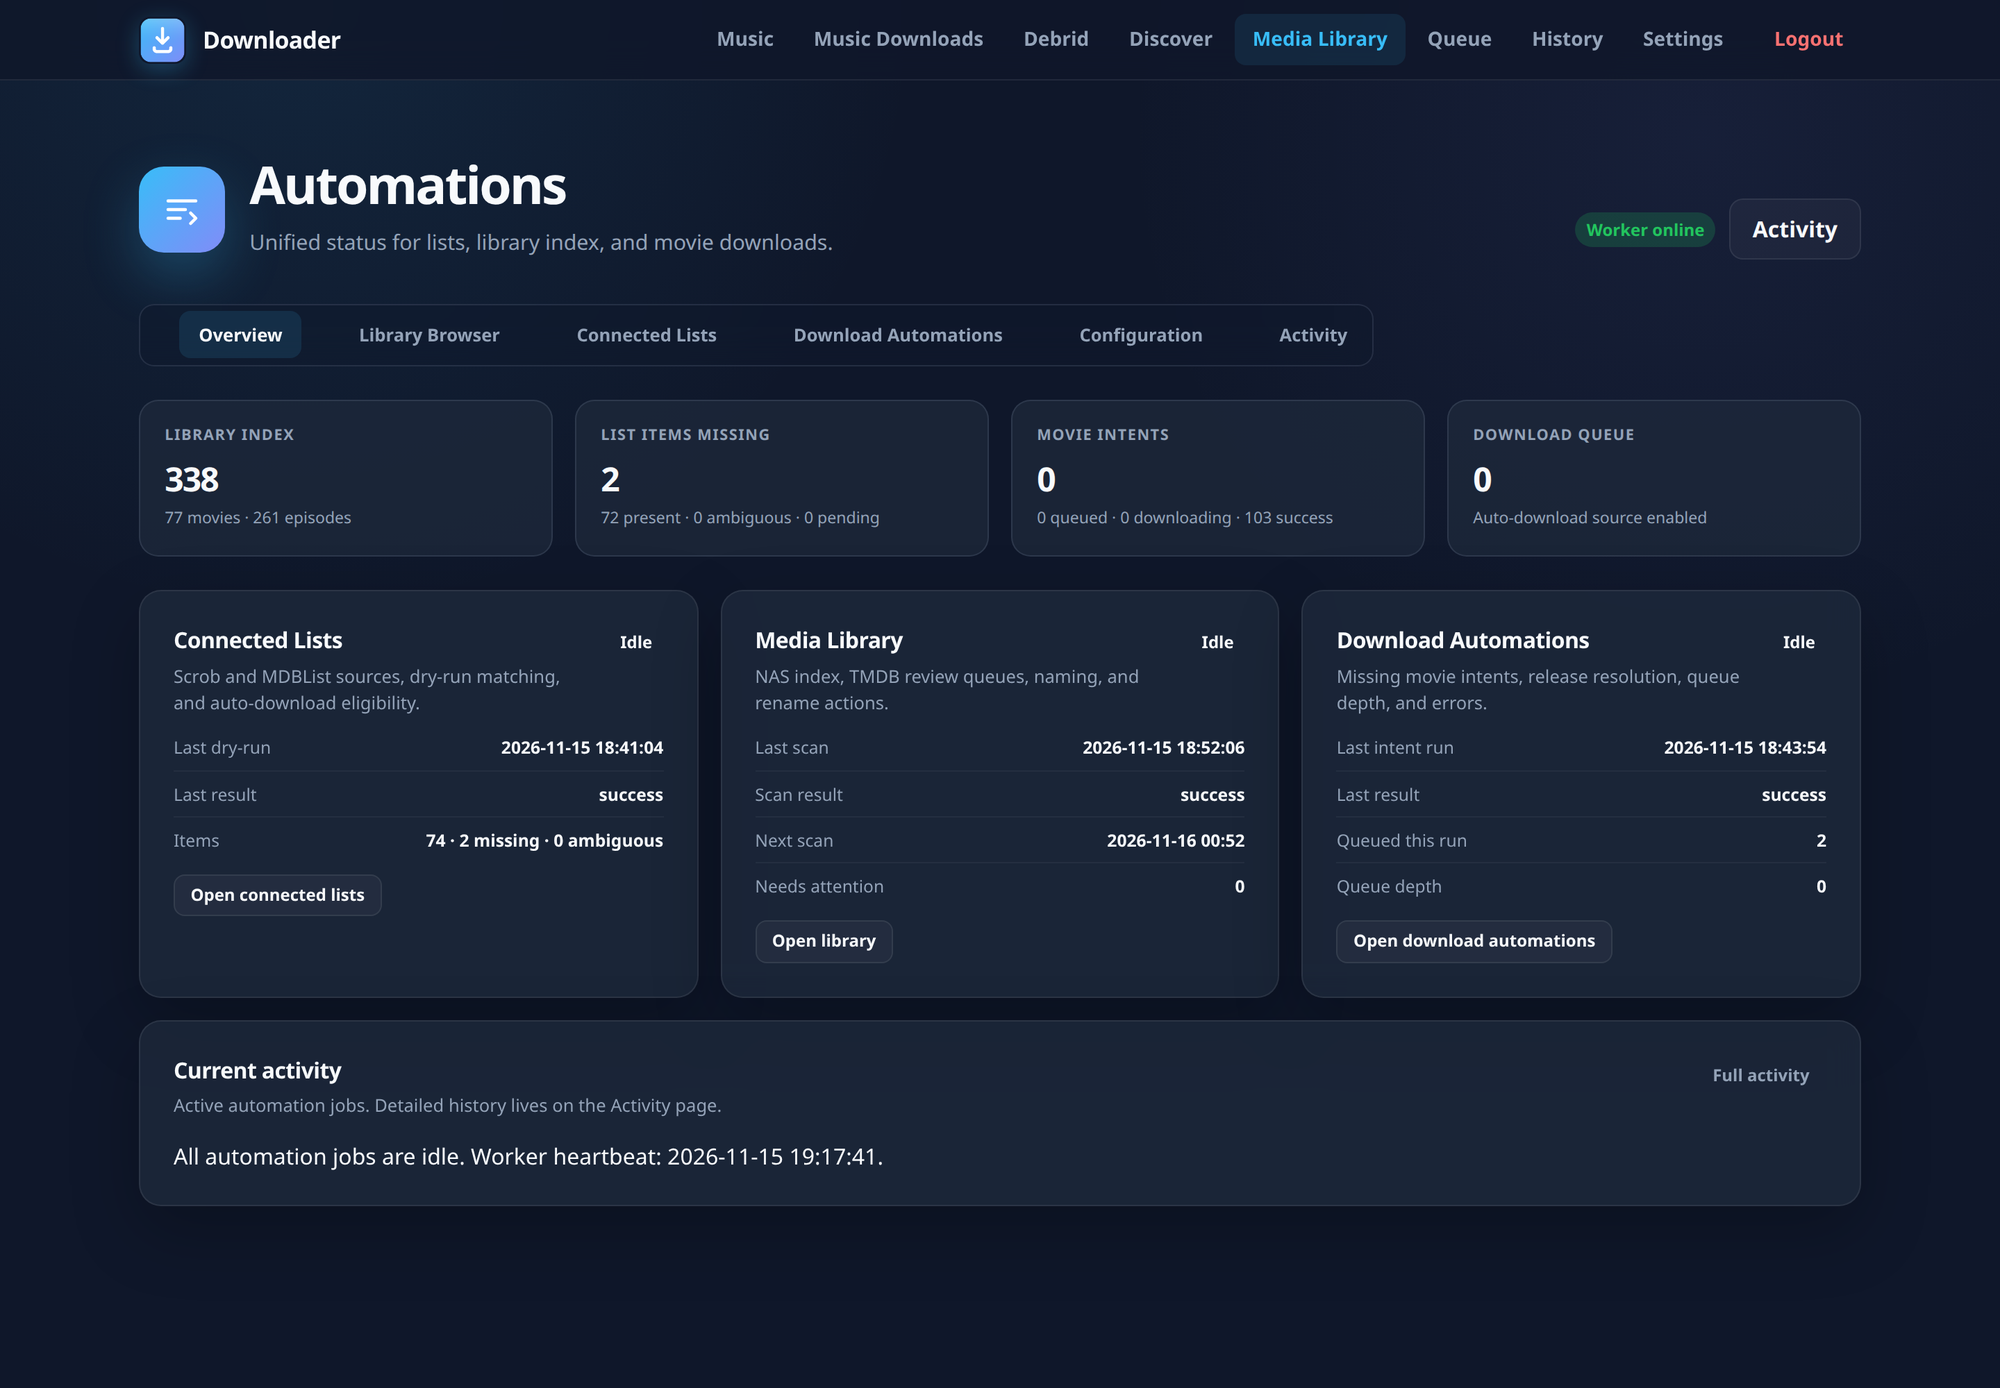 Downloader
Music Music Downloads Debrid Discover Media Library Queue History Settings Logout
Automations
Unified status for lists, library index, and movie downloads.
Worker online
Activity
Overview Library Browser Connected Lists Download Automations Configuration Activity
LIBRARY INDEX
338
77 movies · 261 episodes
LIST ITEMS MISSING
2
72 present · 0 ambiguous · 0 pending
MOVIE INTENTS
0
0 queued · 0 downloading · 103 success
DOWNLOAD QUEUE
0
Auto-download source enabled
Connected Lists
Idle
Scrob and MDBList sources, dry-run matching,
and auto-download eligibility.
Last dry-run 2026-11-15 18:41:04
Last result success
Items 74 · 2 missing · 0 ambiguous
Open connected lists
Media Library
Idle
NAS index, TMDB review queues, naming, and
rename actions.
Last scan 2026-11-15 18:52:06
Scan result success
Next scan 2026-11-16 00:52
Needs attention 0
Open library
Download Automations
Idle
Missing movie intents, release resolution, queue
depth, and errors.
Last intent run 2026-11-15 18:43:54
Last result success
Queued this run 2
Queue depth 0
Open download automations
Current activity
Full activity
Active automation jobs. Detailed history lives on the Activity page.
All automation jobs are idle. Worker heartbeat: 2026-11-15 19:17:41.